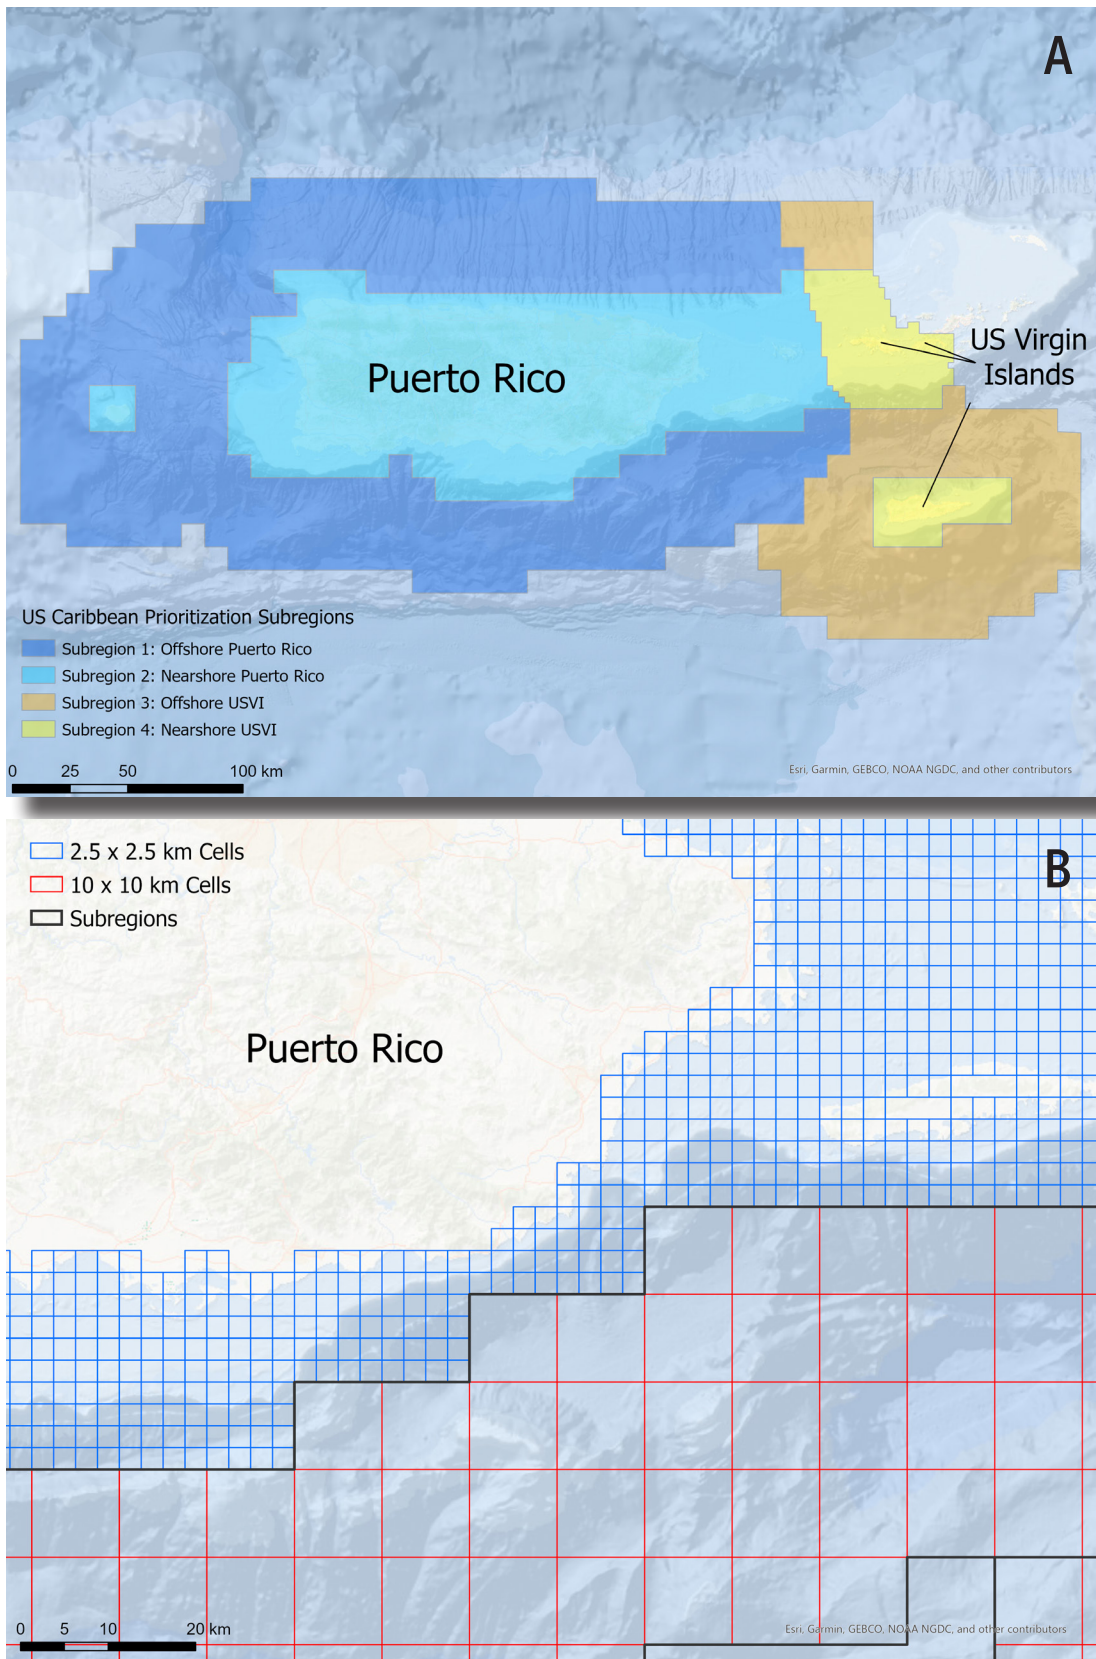 A
Puerto Rico
US Virgin
Islands
US Caribbean Prioritization Subregions
Subregion 1: Offshore Puerto Rico
Subregion 2: Nearshore Puerto Rico
Subregion 3: Offshore USVI
Subregion 4: Nearshore USVI
0 25 50 100 km
Esri, Garmin, GEBCO, NOAA NGDC, and other contributors
B
2.5 x 2.5 km Cells
10 x 10 km Cells
Subregions
Puerto Rico
0 5 10 20 km
Esri, Garmin, GEBCO, NOAA NGDC, and other contributors